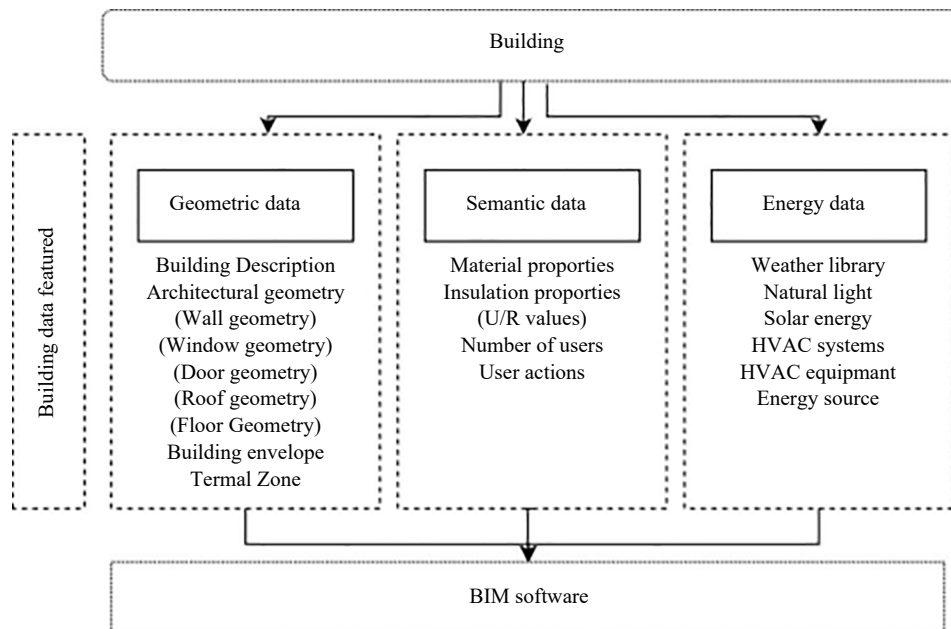 Building
Building data featured
Geometric data
Building Description
Architectural geometry
(Wall geometry)
(Window geometry)
(Door geometry)
(Roof geometry)
(Floor Geometry)
Building envelope
Termal Zone
Semantic data
Material proporties
Insulation proporties
(U/R values)
Number of users
User actions
Energy data
Weather library
Natural light
Solar energy
HVAC systems
HVAC equipmant
Energy source
BIM software